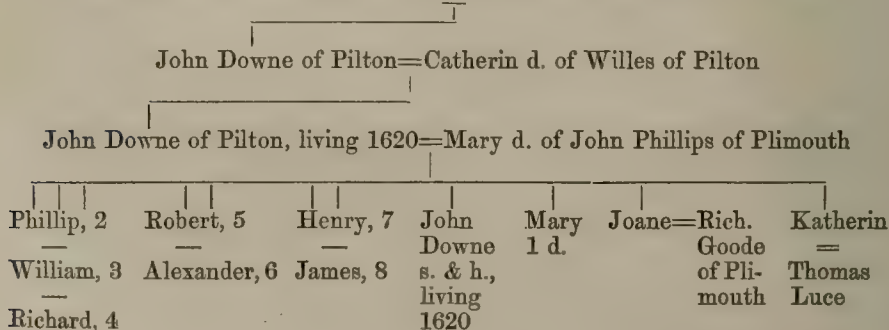 John Downe of Pilton=Catherin d. of Willes of Pilton
John Downe of Pilton, living 1620=Mary d. of John Phillips of Plimouth
Phillip, 2 Robert, 5 Henry, 7 John Mary Joane=Rich. Katherin
— — — Downe 1 d. Goode =
William, 3 Alexander, 6 James, 8 s. & h., of Pli- Thomas
— living mouth Luce
Richard, 4 1620